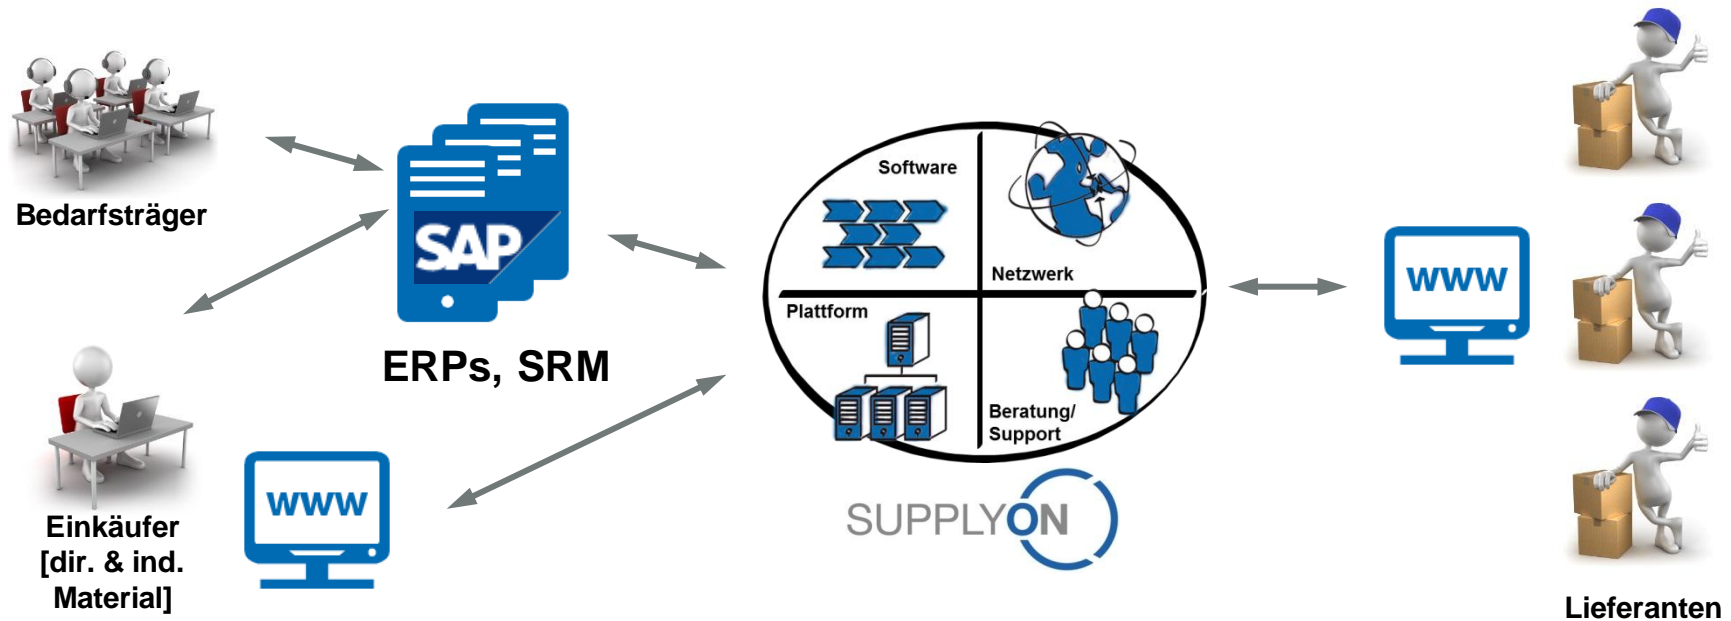 Bedarfsträger
SAP
ERPs, SRM
Einkäufer
[dir. & ind.
Material]
www
Software
Netzwerk
Plattform
Beratung/
Support
SUPPLYON
www
Lieferanten